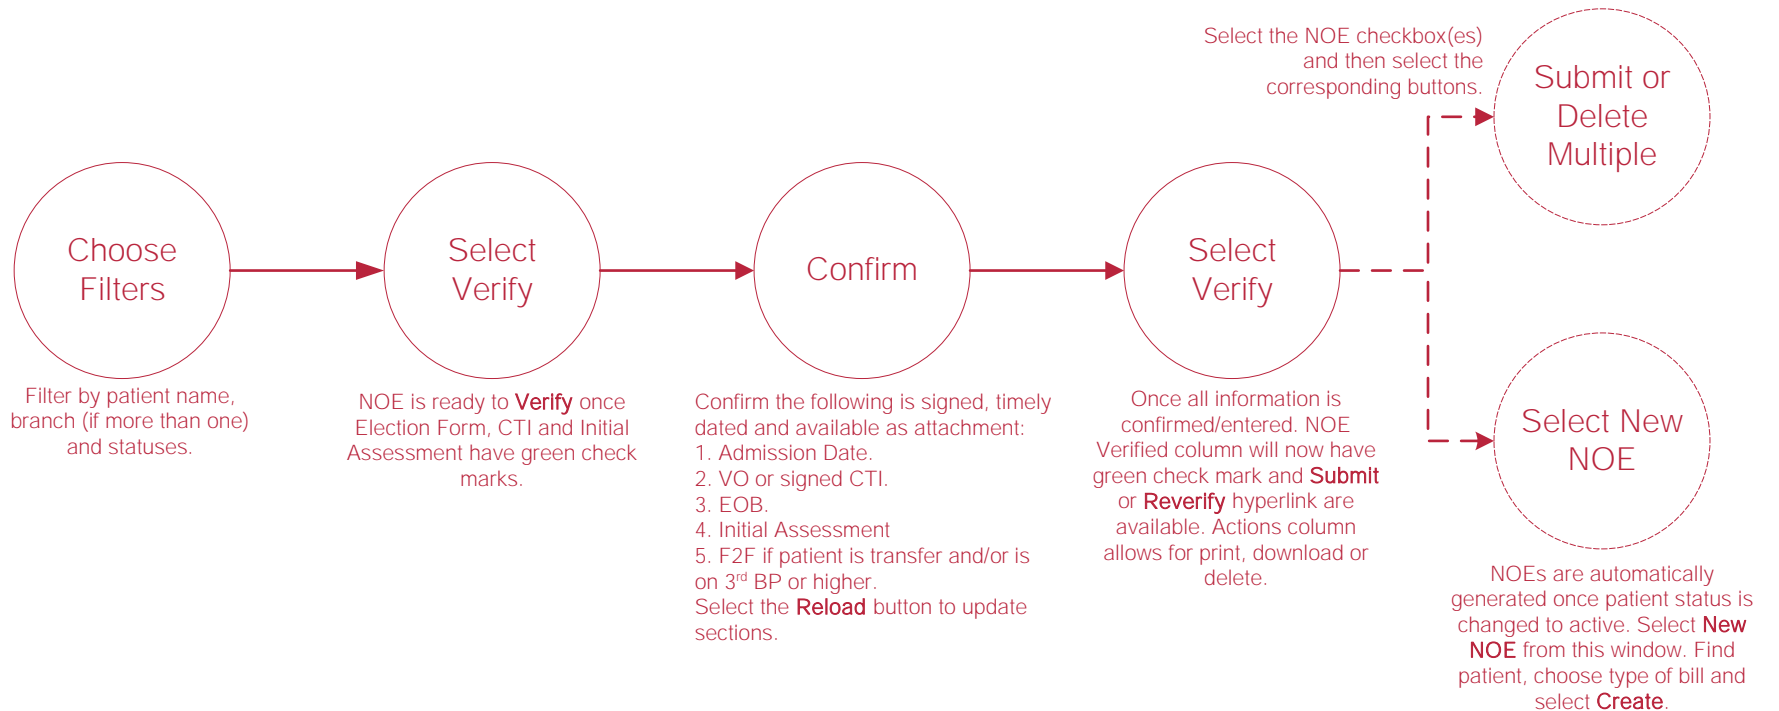 Choose
Filters
Filter by patient name,
branch (if more than one)
and statuses.
Select
Verify
NOE is ready to Verify once
Election Form, CTI and Initial
Assessment have green check
marks.
Confirm
Confirm the following is signed, timely
dated and available as attachment:
1. Admission Date.
2. VO or signed CTI.
3. EOB.
4. Initial Assessment
5. F2F if patient is transfer and/or is
on 3rd BP or higher.
Select the Reload button to update
sections.
Select
Verify
Once all information is
confirmed/entered. NOE
Verified column will now have
green check mark and Submit
or Reverify hyperlink are
available. Actions column
allows for print, download or
delete.
Select the NOE checkbox(es)
and then select the
corresponding buttons.
Submit or
Delete
Multiple
Select New
NOE
NOEs are automatically
generated once patient status is
changed to active. Select New
NOE from this window. Find
patient, choose type of bill and
select Create.